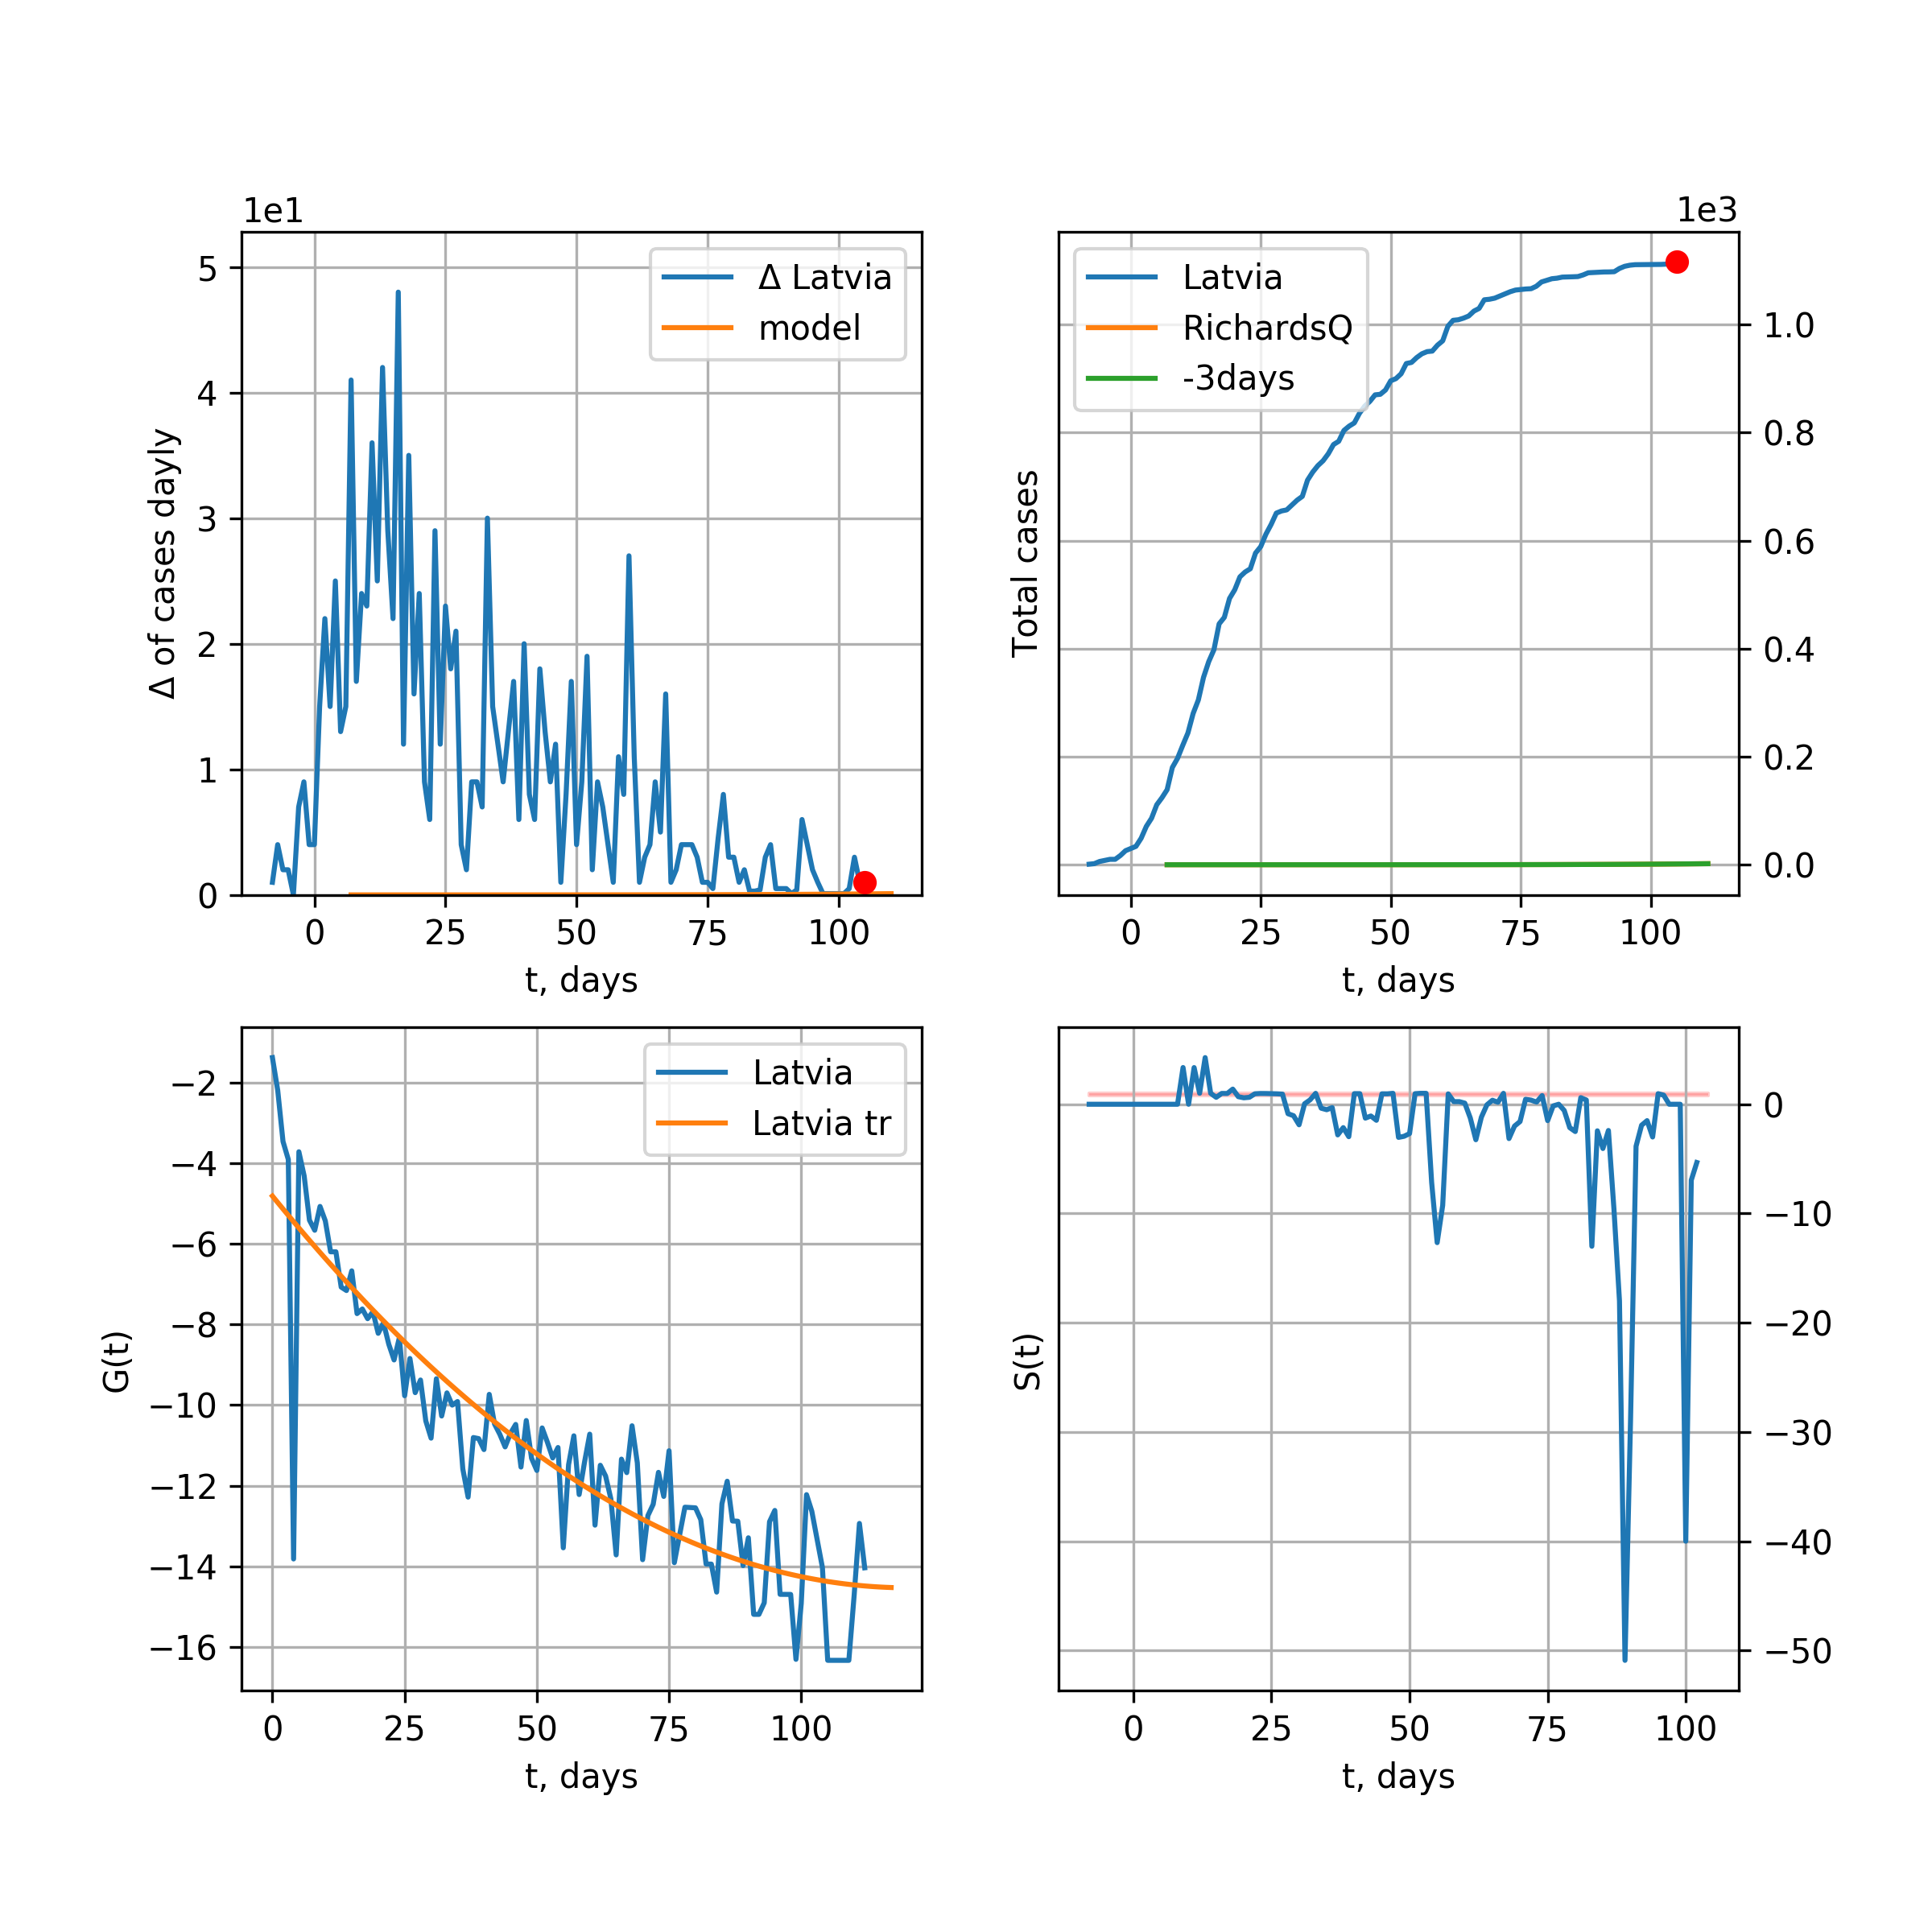 1e1
Δ of cases dayly
5
4
3
2
1
0
Δ Latvia
model
0 25 50 75 100
t, days
1e3
Total cases
Latvia
RichardsQ
-3days
1.0
0.8
0.6
0.4
0.2
0.0
0 25 50 75 100
t, days
G(t)
−2
−4
−6
−8
−10
−12
−14
−16
Latvia
Latvia tr
0 25 50 75 100
t, days
S(t)
0
−10
−20
−30
−40
−50
0 25 50 75 100
t, days